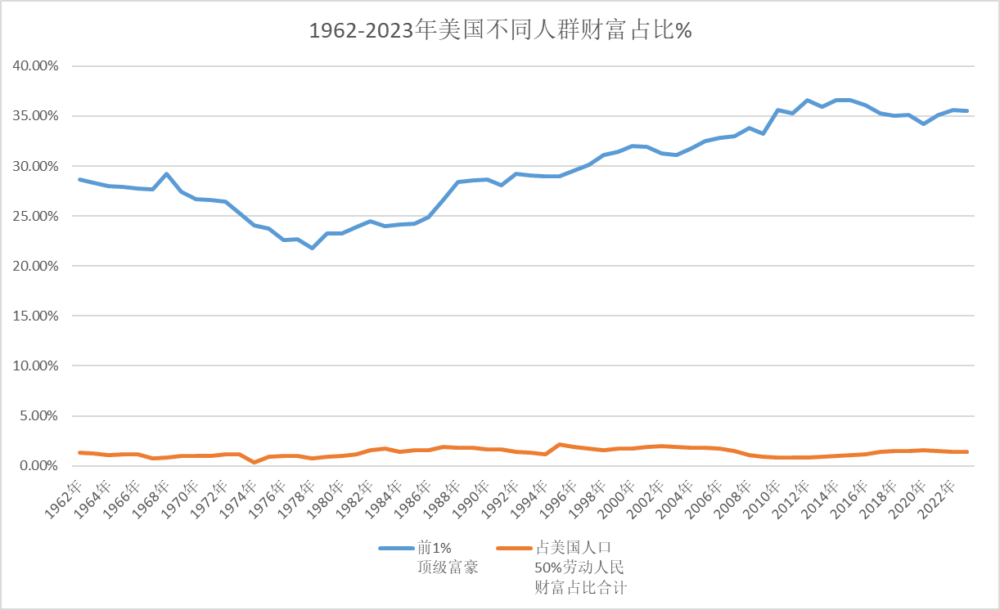 1962-2023年美国不同人群财富占比%
40.00%
35.00%
30.00%
25.00%
20.00%
15.00%
10.00%
5.00%
0.00%
1962年
1964年
1966年
1968年
1970年
1972年
1974年
1976年
1978年
1980年
1982年
1984年
1986年
1988年
1990年
1992年
1994年
1996年
1998年
2000年
2002年
2004年
2006年
2008年
2010年
2012年
2014年
2016年
2018年
2020年
2022年
前1%
顶级富豪
占美国人口
50%劳动人民
财富占比合计